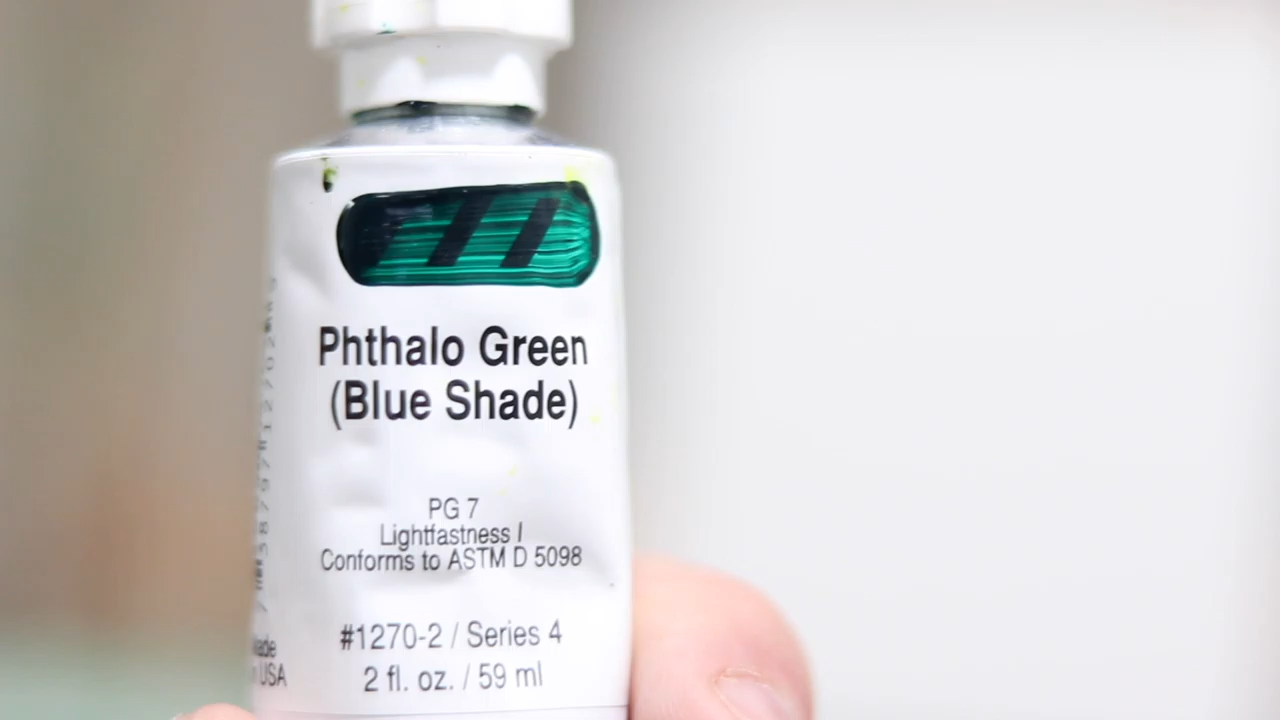 Phthalo Green
(Blue Shade)
PG 7
Lightfastness I
Conforms to ASTM D 5098
#1270-2 / Series 4
2 fl. oz. / 59 ml
USA